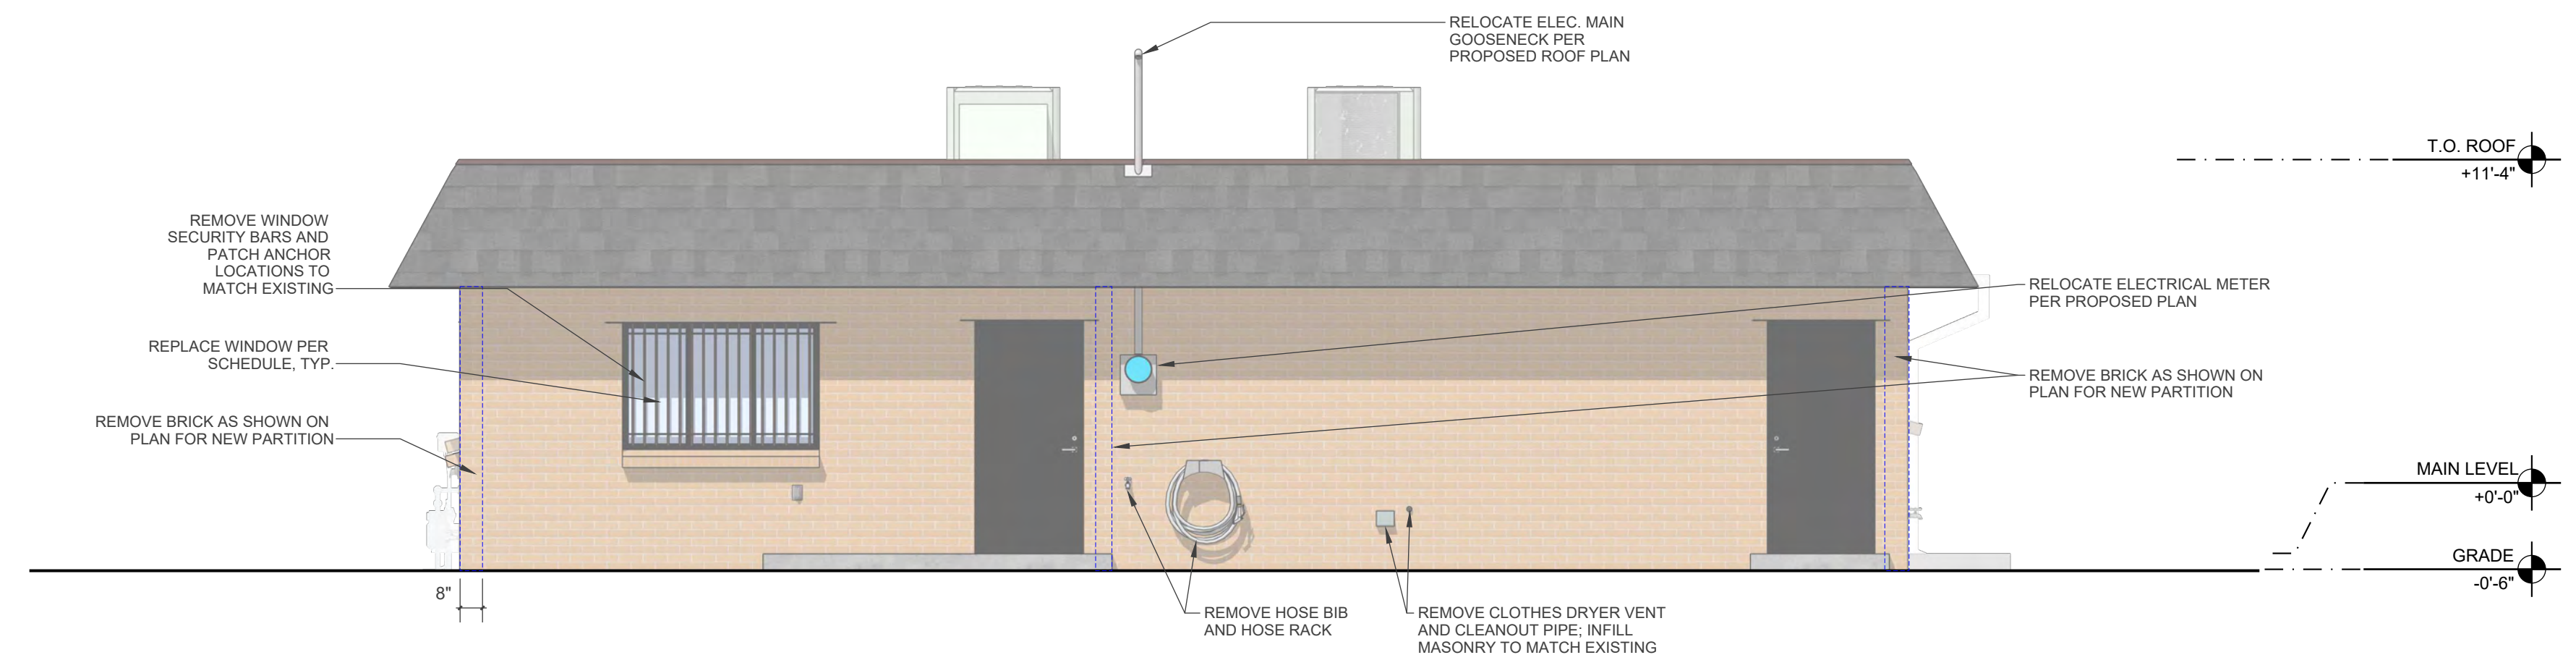 RELOCATE ELEC. MAIN
GOOSENECK PER
PROPOSED ROOF PLAN
T.O. ROOF
+11'-4"
REMOVE WINDOW
SECURITY BARS AND
PATCH ANCHOR
LOCATIONS TO
MATCH EXISTING
RELOCATE ELECTRICAL METER
PER PROPOSED PLAN
REPLACE WINDOW PER
SCHEDULE, TYP.
REMOVE BRICK AS SHOWN ON
PLAN FOR NEW PARTITION
REMOVE BRICK AS SHOWN ON
PLAN FOR NEW PARTITION
MAIN LEVEL
+0'-0"
GRADE
-0'-6"
8"
REMOVE HOSE BIB
AND HOSE RACK
REMOVE CLOTHES DRYER VENT
AND CLEANOUT PIPE; INFILL
MASONRY TO MATCH EXISTING